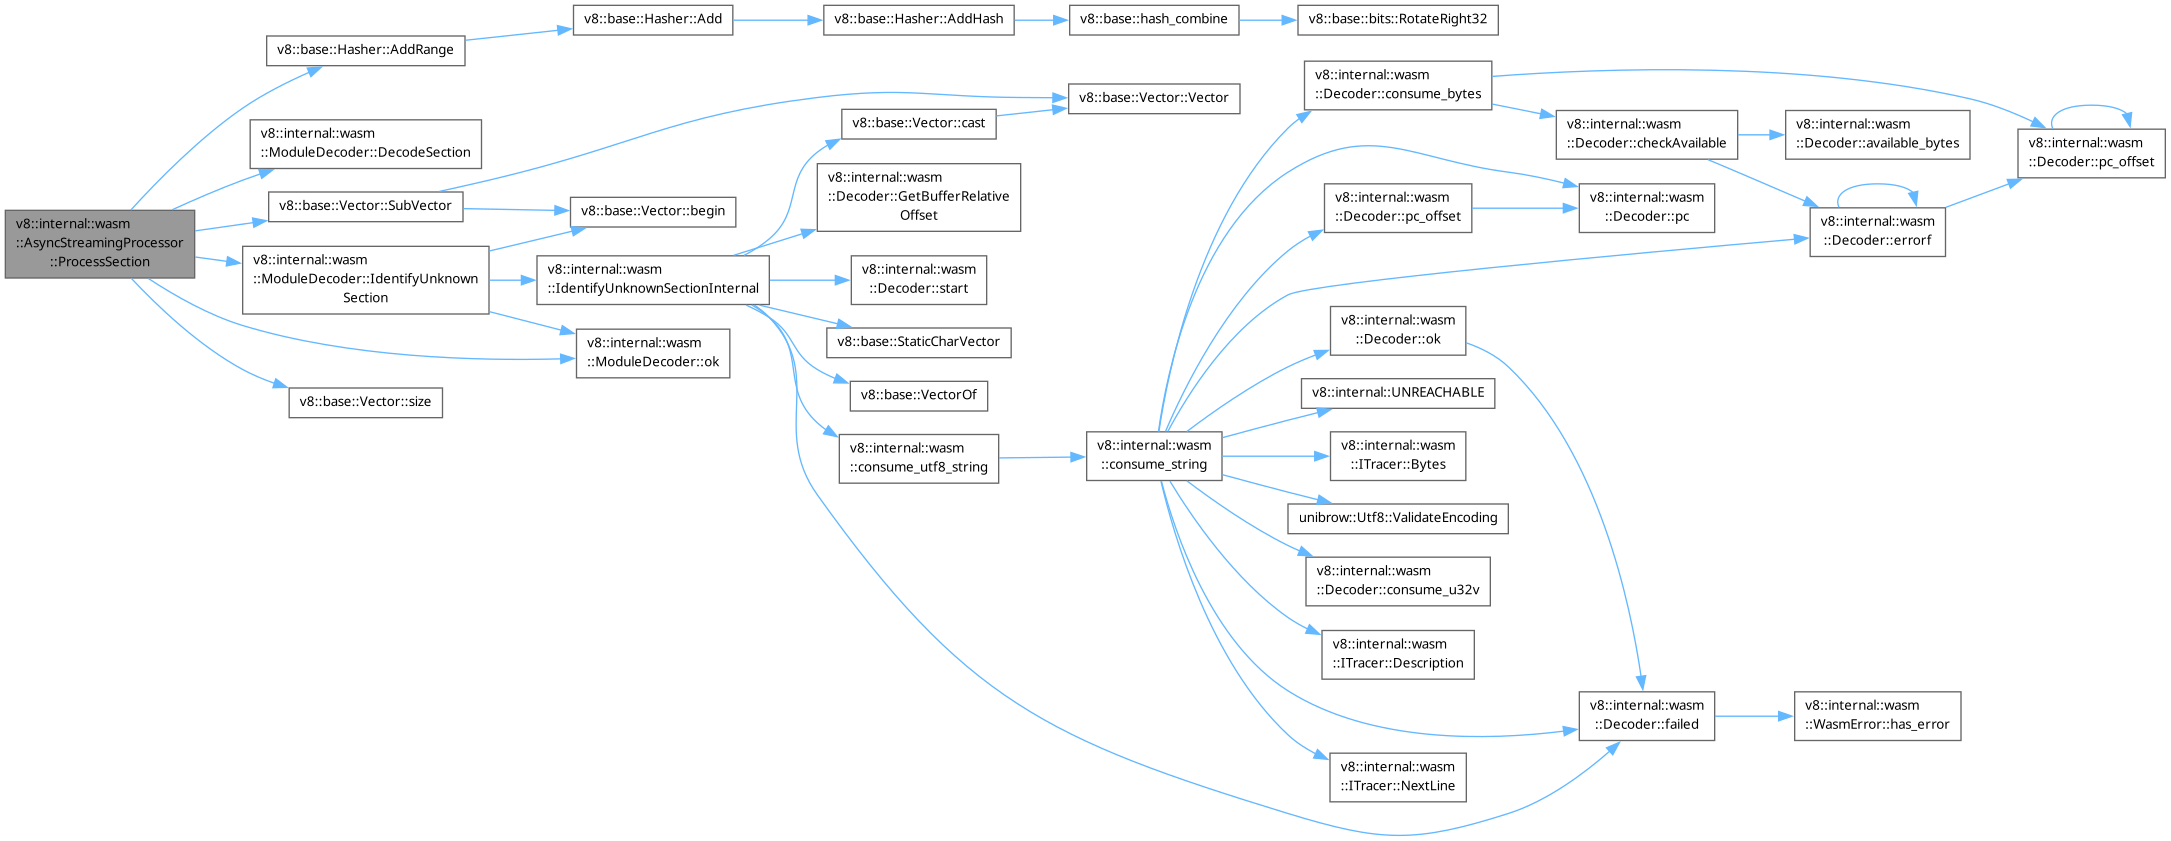 v8::internal::wasm
::AsyncStreamingProcessor
::ProcessSection
v8::base::Hasher::AddRange
v8::internal::wasm
::ModuleDecoder::DecodeSection
v8::base::Vector::SubVector
v8::internal::wasm
::ModuleDecoder::IdentifyUnknown
Section
v8::base::Vector::size
v8::base::Hasher::Add
v8::base::Vector::begin
v8::internal::wasm
::IdentifyUnknownSectionInternal
v8::internal::wasm
::ModuleDecoder::ok
v8::base::Hasher::AddHash
v8::base::Vector::cast
v8::internal::wasm
::Decoder::GetBufferRelative
Offset
v8::internal::wasm
::Decoder::start
v8::base::StaticCharVector
v8::base::VectorOf
v8::internal::wasm
::consume_utf8_string
v8::base::hash_combine
v8::base::Vector::Vector
v8::internal::wasm
::consume_string
v8::base::bits::RotateRight32
v8::internal::wasm
::Decoder::consume_bytes
v8::internal::wasm
::Decoder::pc_offset
v8::internal::wasm
::Decoder::ok
v8::internal::UNREACHABLE
v8::internal::wasm
::ITracer::Bytes
unibrow::Utf8::ValidateEncoding
v8::internal::wasm
::Decoder::consume_u32v
v8::internal::wasm
::ITracer::Description
v8::internal::wasm
::ITracer::NextLine
v8::internal::wasm
::Decoder::checkAvailable
v8::internal::wasm
::Decoder::pc
v8::internal::wasm
::Decoder::failed
v8::internal::wasm
::Decoder::available_bytes
v8::internal::wasm
::Decoder::errorf
v8::internal::wasm
::WasmError::has_error
v8::internal::wasm
::Decoder::pc_offset